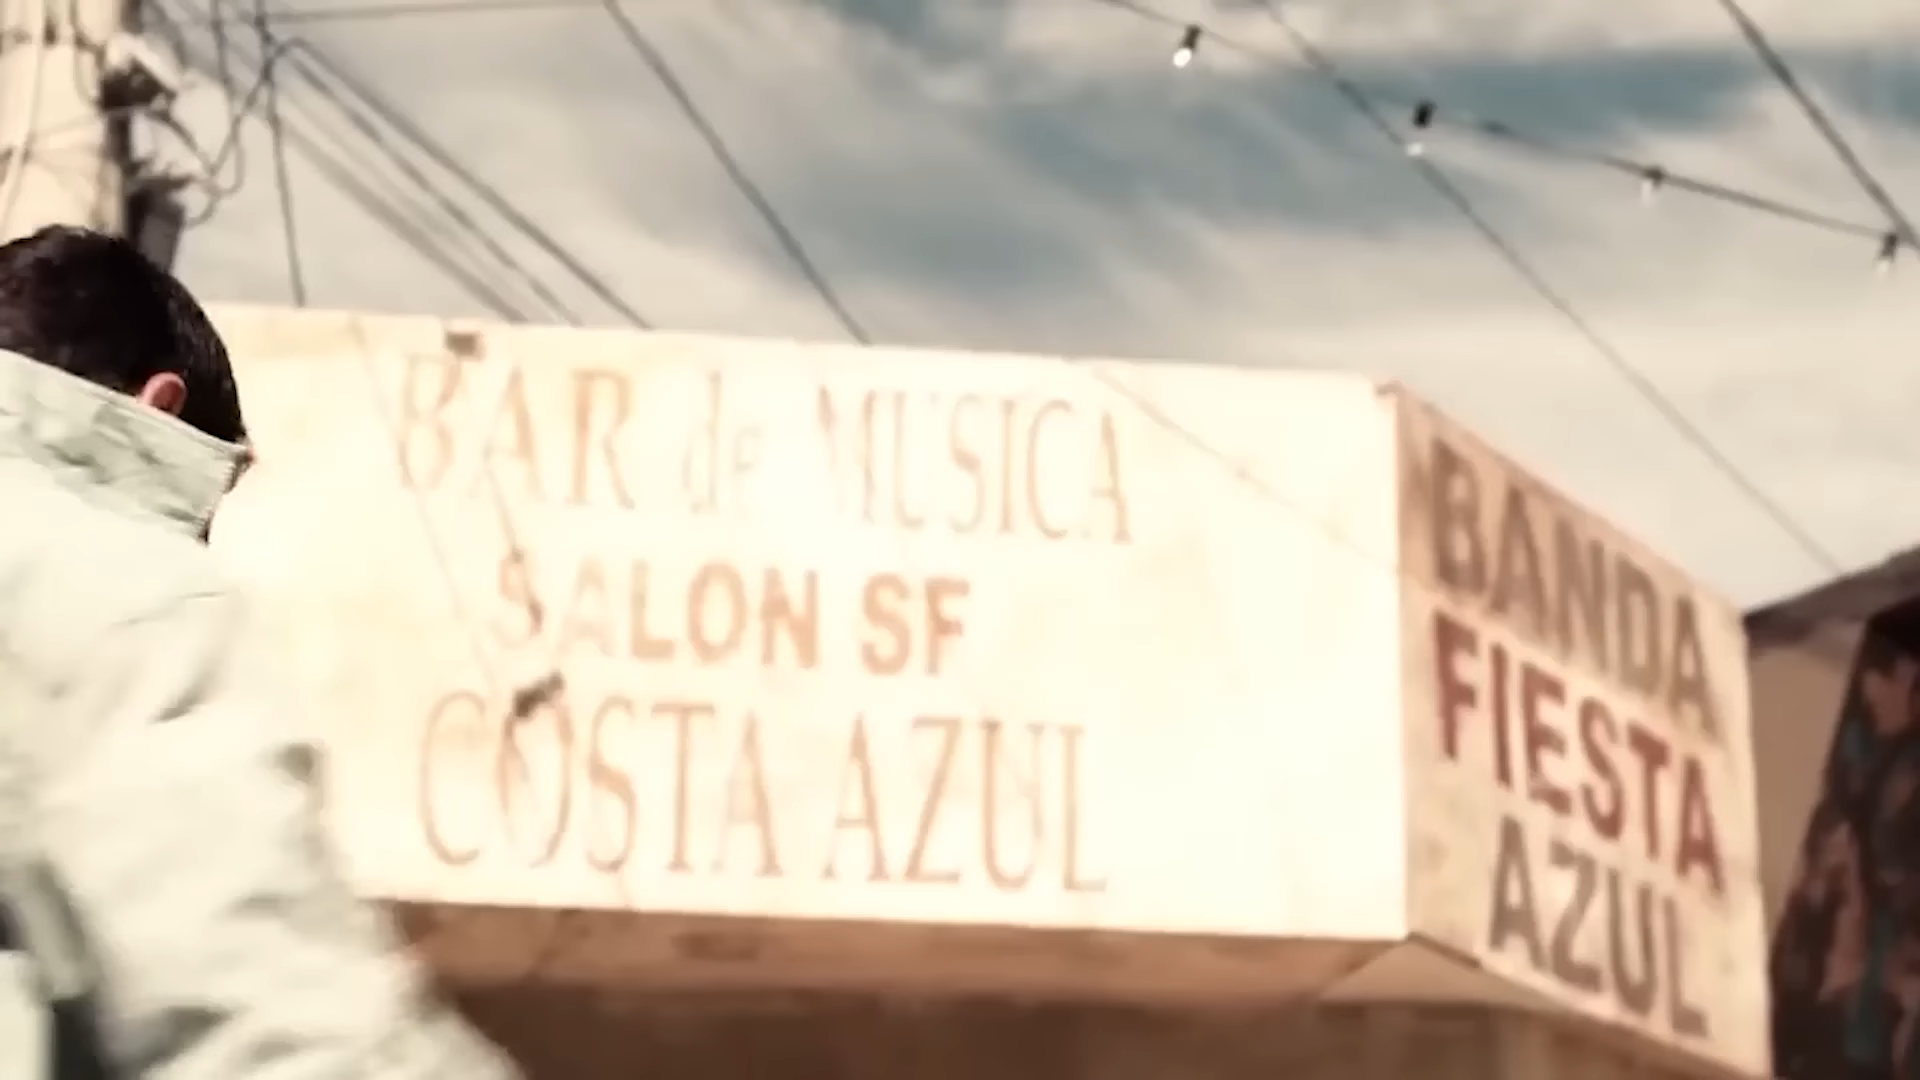 BAR de MUSICA
SALON SF
COSTA AZUL
BANDA
FIESTA
AZUL